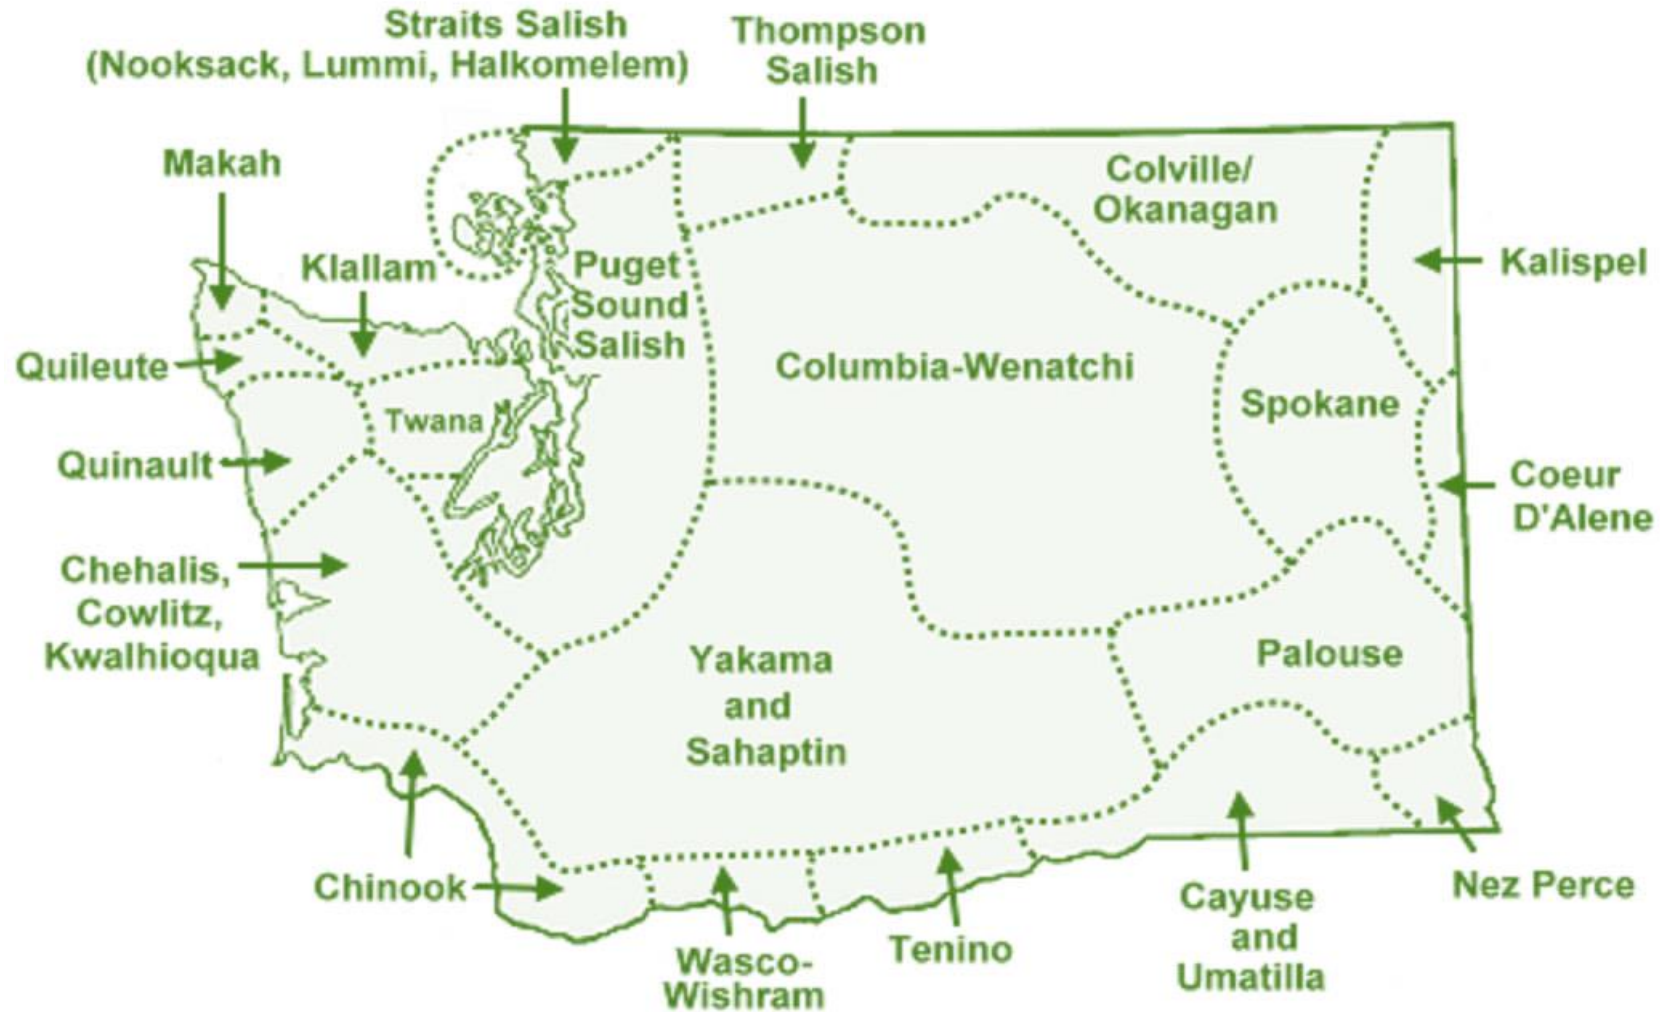 Straits Salish
(Nooksack, Lummi, Halkomelem)
Thompson
Salish
Makah
Klallam
Puget
Sound
Salish
Colville/
Okanagan
Kalispel
Quileute
Columbia-Wenatchi
Twana
Spokane
Quinault
Coeur
D'Alene
Chehalis,
Cowlitz,
Kwalhioqua
Yakama
and
Sahaptin
Palouse
Chinook
Wasco-
Wishram
Tenino
Cayuse
and
Umatilla
Nez Perce